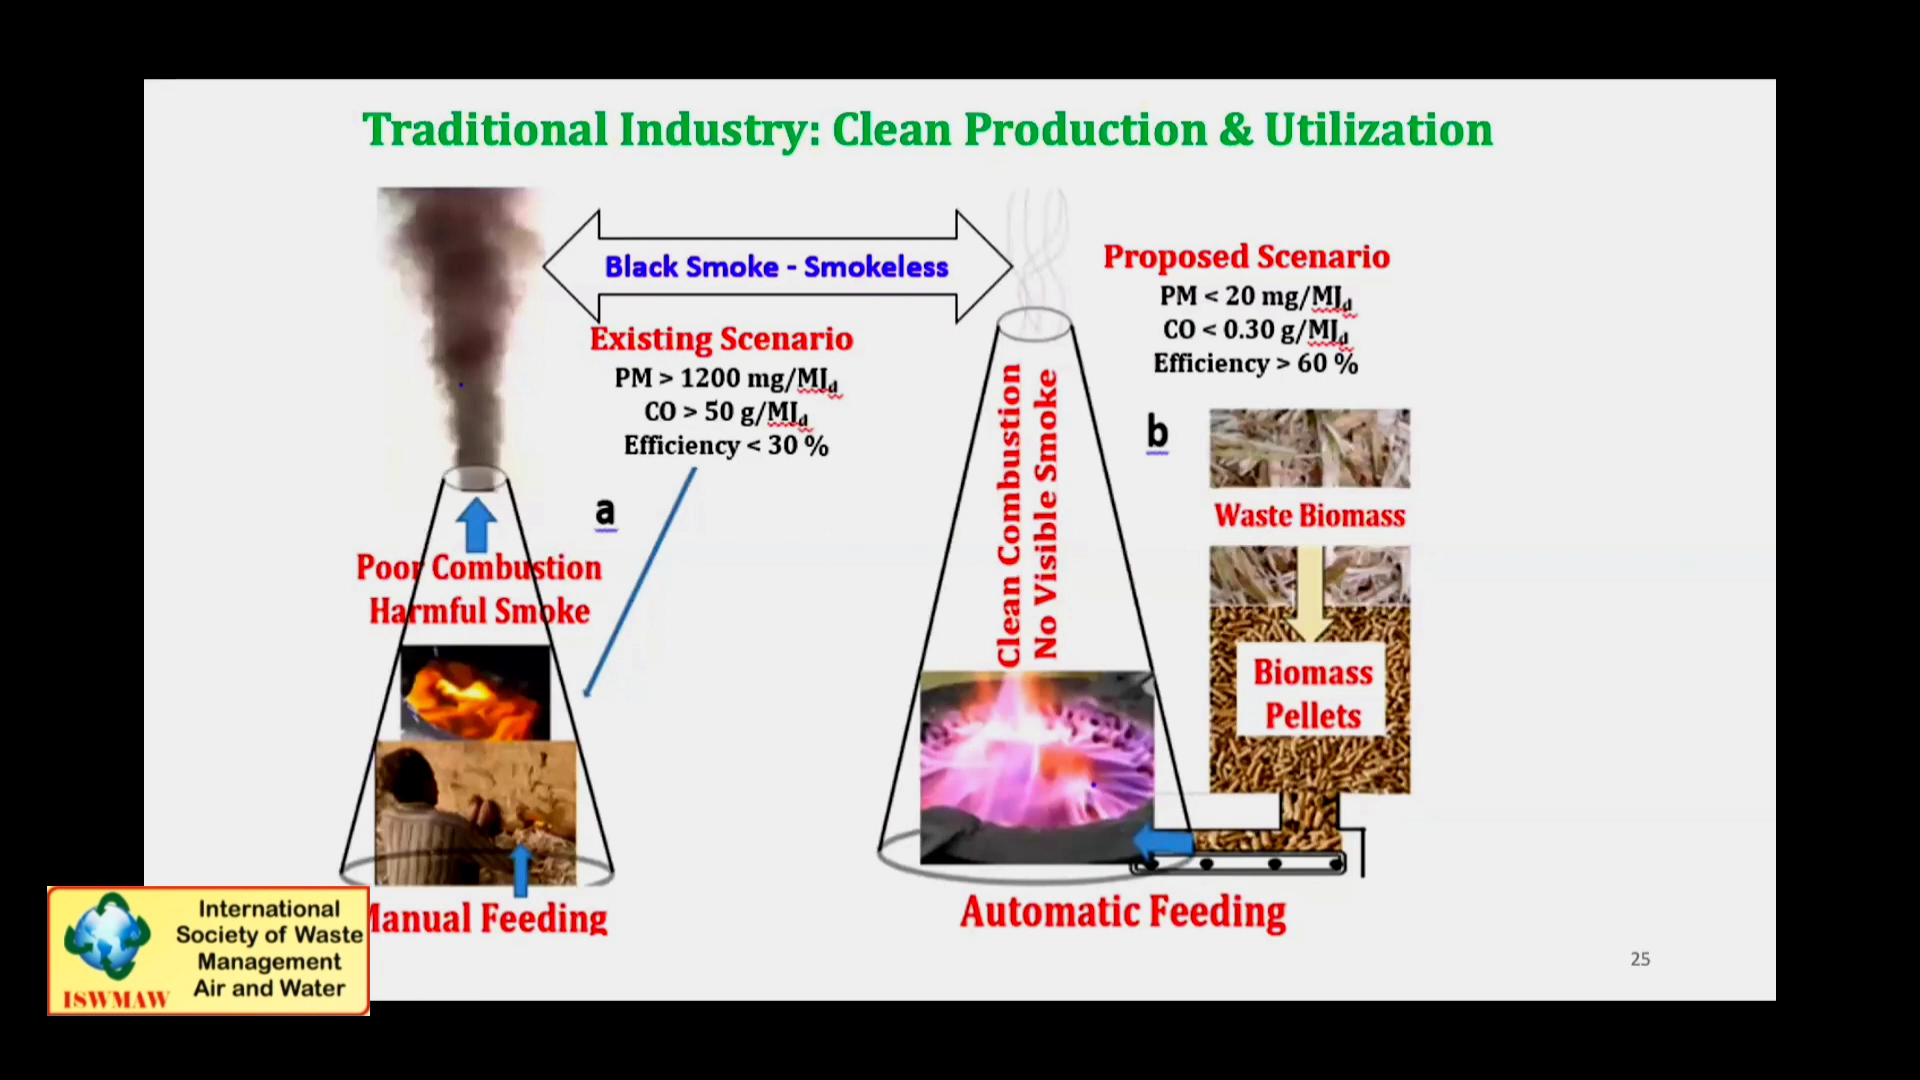 Traditional Industry: Clean Production & Utilization
Black Smoke - Smokeless
Existing Scenario
PM > 1200 mg/MJd
CO > 50 g/MJd
Efficiency < 30 %
a
Poor Combustion
Harmful Smoke
Manual Feeding
Proposed Scenario
PM < 20 mg/MJd
CO < 0.30 g/MJd
Efficiency > 60 %
b
Clean Combustion
No Visible Smoke
Waste Biomass
Biomass
Pellets
Automatic Feeding
25
International
Society of Waste
Management
Air and Water
ISWMAW